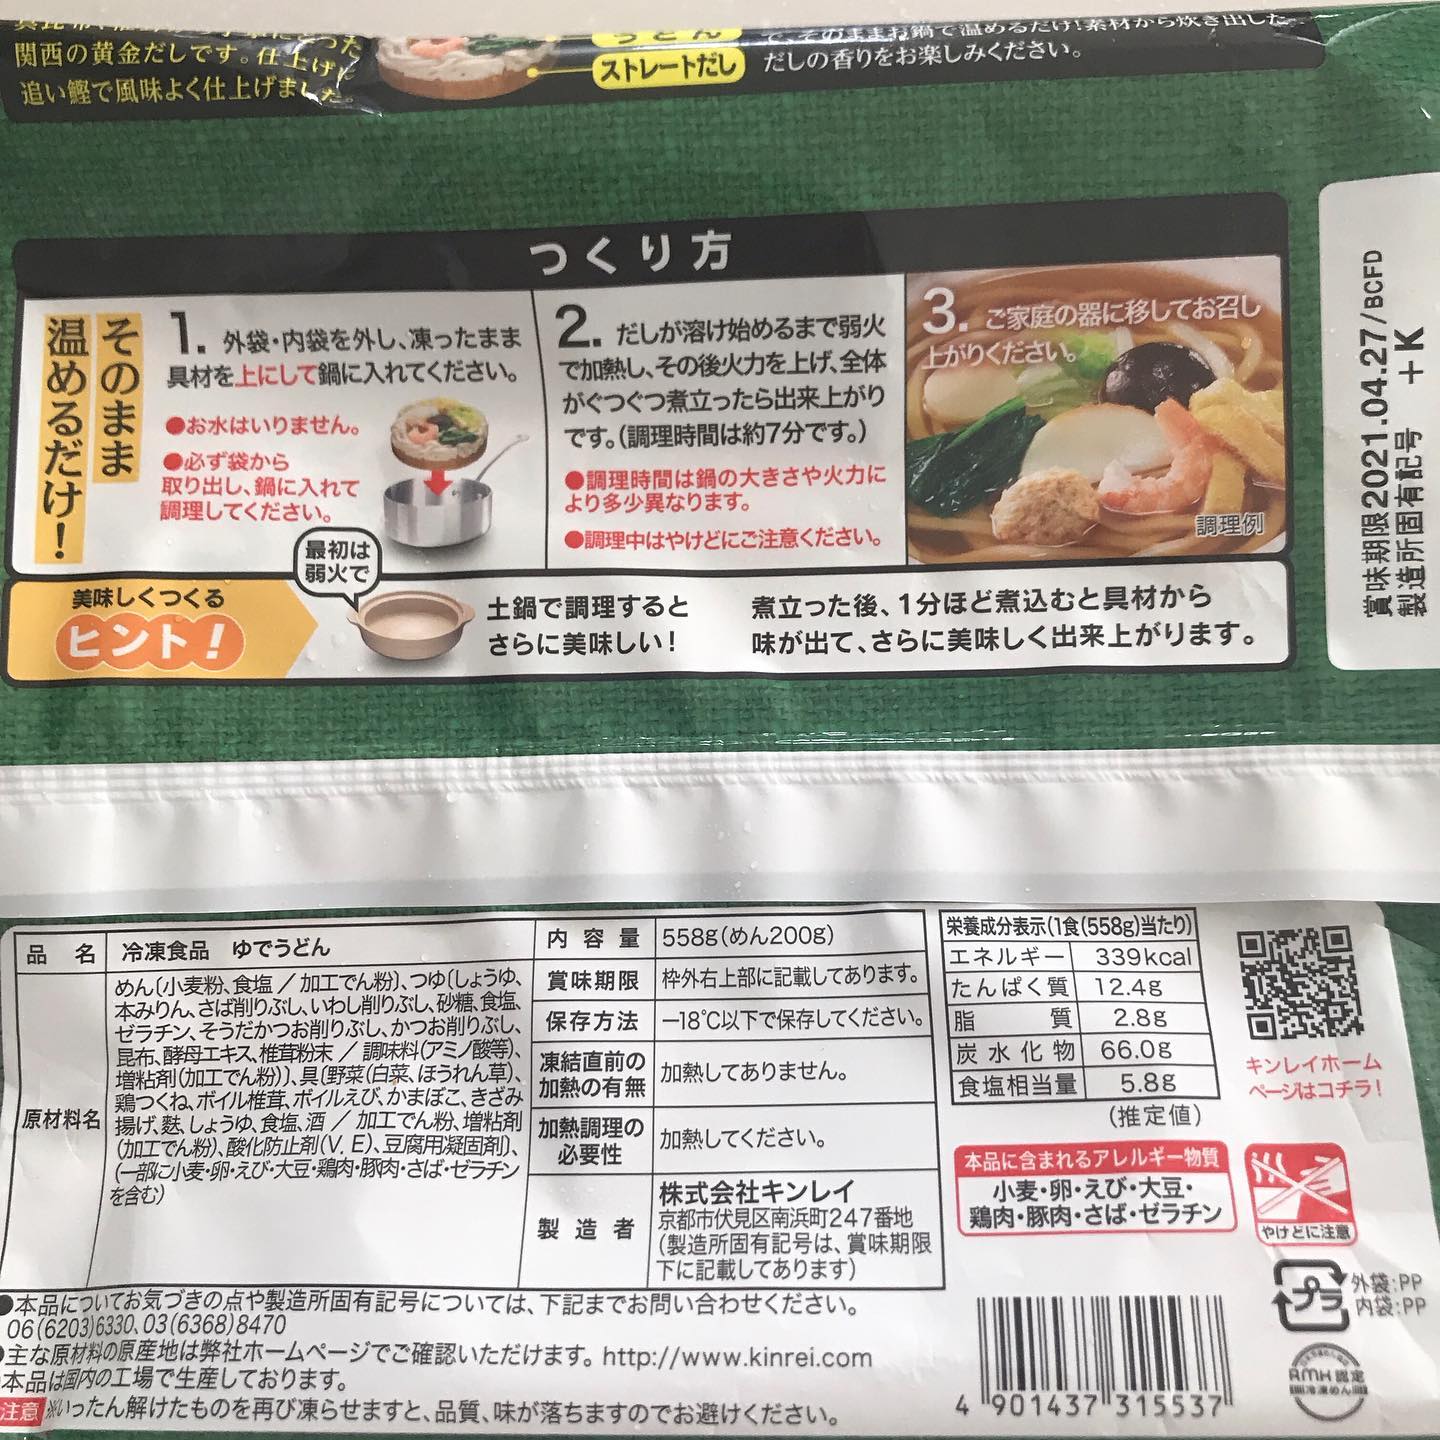 関西の黄金だしです。仕上げに
追い鰹で風味よく仕上げました。
うどん
ストレートだし
で、そのままお鍋で温めるだけ!素材から炊き出した
だしの香りをお楽しみください。
つくり方
そのまま
温めるだけ!
1. 外袋・内袋を外し、凍ったまま
具材を上にして鍋に入れてください。
●お水はいりません。
●必ず袋から
取り出し、鍋に入れて
調理してください。
2. だしが溶け始めるまで弱火
で加熱し、その後火力を上げ、全体
がぐつぐつ煮立ったら出来上がり
です。(調理時間は約7分です。)
●調理時間は鍋の大きさや火力に
より多少異なります。
●調理中はやけどにご注意ください。
3. ご家庭の器に移してお召し
上がりください。
調理例
美味しくつくる
ヒント!
最初は
弱火で
土鍋で調理すると
さらに美味しい!
煮立った後、1分ほど煮込むと具材から
味が出て、さらに美味しく出来上がります。
賞味期限2021.04.27/BCFD
製造所固有記号 +K
品名 冷凍食品 ゆでうどん
原材料名
めん〔小麦粉、食塩/加工でん粉〕、つゆ〔しょうゆ、
本みりん、さば削りぶし、いわし削りぶし、砂糖、食塩、
ゼラチン、そうだかつお削りぶし、かつお削りぶし、
昆布、酵母エキス、椎茸粉末/調味料(アミノ酸等)、
増粘剤(加工でん粉)〕、具〔野菜(白菜、ほうれん草)、
鶏つくね、ボイル椎茸、ボイルえび、かまぼこ、きざみ
揚げ、麩、しょうゆ、食塩、酒/加工でん粉、増粘剤
(加工でん粉)、酸化防止剤(V.E)、豆腐用凝固剤〕、
(一部に小麦・卵・えび・大豆・鶏肉・豚肉・さば・ゼラチン
を含む)
内容量 558g(めん200g)
賞味期限 枠外右上部に記載してあります。
保存方法 -18℃以下で保存してください。
凍結直前の
加熱の有無 加熱してありません。
加熱調理の
必要性 加熱してください。
製造者
株式会社キンレイ
京都市伏見区南浜町247番地
(製造所固有記号は、賞味期限
下に記載してあります)
栄養成分表示(1食(558g)当たり)
エネルギー 339kcal
たんぱく質 12.4g
脂質 2.8g
炭水化物 66.0g
食塩相当量 5.8g
(推定値)
キンレイホーム
ページはコチラ!
本品に含まれるアレルギー物質
小麦・卵・えび・大豆・
鶏肉・豚肉・さば・ゼラチン
やけどに注意
プラ
外袋:PP
内袋:PP
RMK認定
冷凍めん
●本品についてお気づきの点や製造所固有記号については、下記までお問い合わせください。
06(6203)6330、03(6368)8470
●主な原材料の原産地は弊社ホームページでご確認いただけます。http://www.kinrei.com
●本品は国内の工場で生産しております。
注意 ※いったん解けたものを再び凍らせますと、品質、味が落ちますのでお避けください。
4 901437 315537